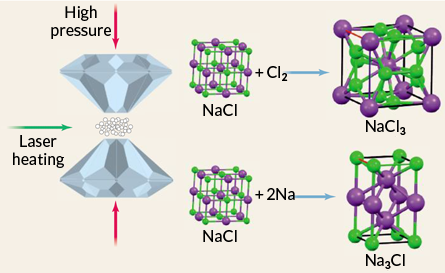 High
pressure
Laser
heating
NaCl
+ Cl₂
NaCl₃
NaCl
+ 2Na
Na₃Cl